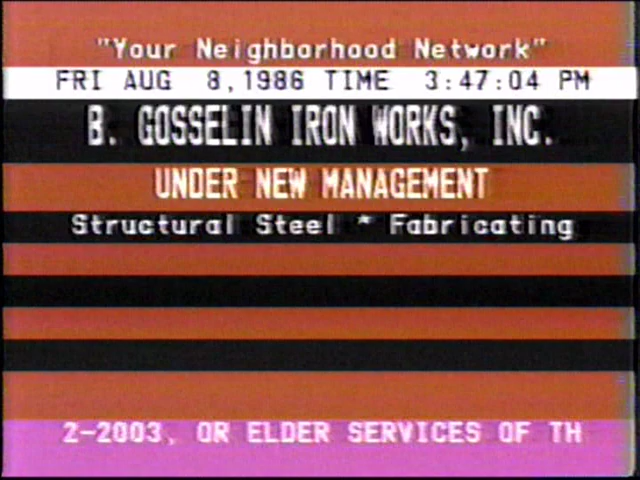 "Your Neighborhood Network"
FRI AUG 8,1986 TIME 3:47:04 PM
B. GOSSELIN IRON WORKS, INC.
UNDER NEW MANAGEMENT
Structural Steel * Fabricating
2-2003, OR ELDER SERVICES OF TH